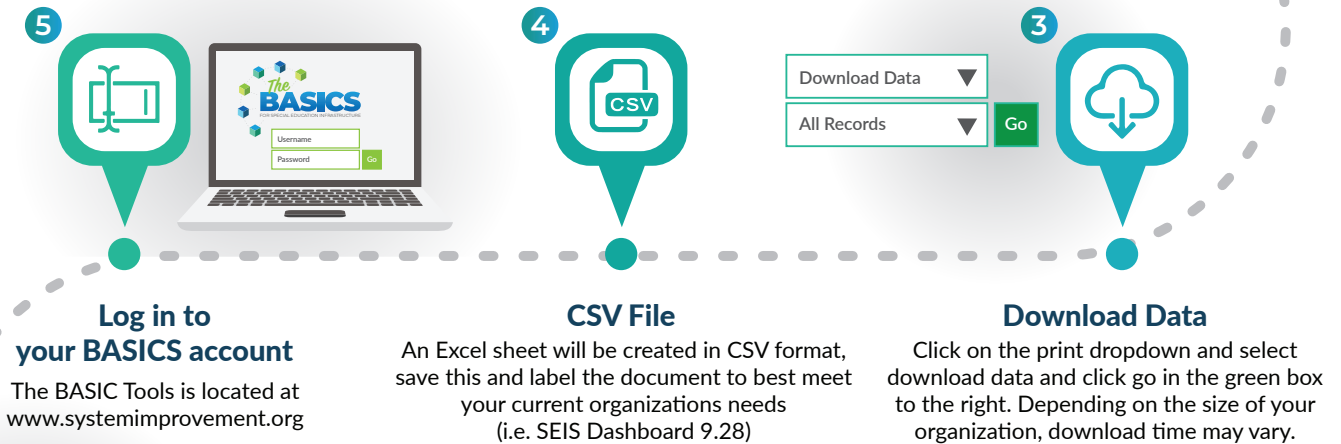 5
The
BASICS
FOR SPECIAL EDUCATION INFRASTRUCTURE
Username
Password
Go
Log in to
your BASICS account
The BASIC Tools is located at
www.systemimprovement.org
4
CSV
CSV File
An Excel sheet will be created in CSV format,
save this and label the document to best meet
your current organizations needs
(i.e. SEIS Dashboard 9.28)
3
Download Data
All Records
Go
Download Data
Click on the print dropdown and select
download data and click go in the green box
to the right. Depending on the size of your
organization, download time may vary.